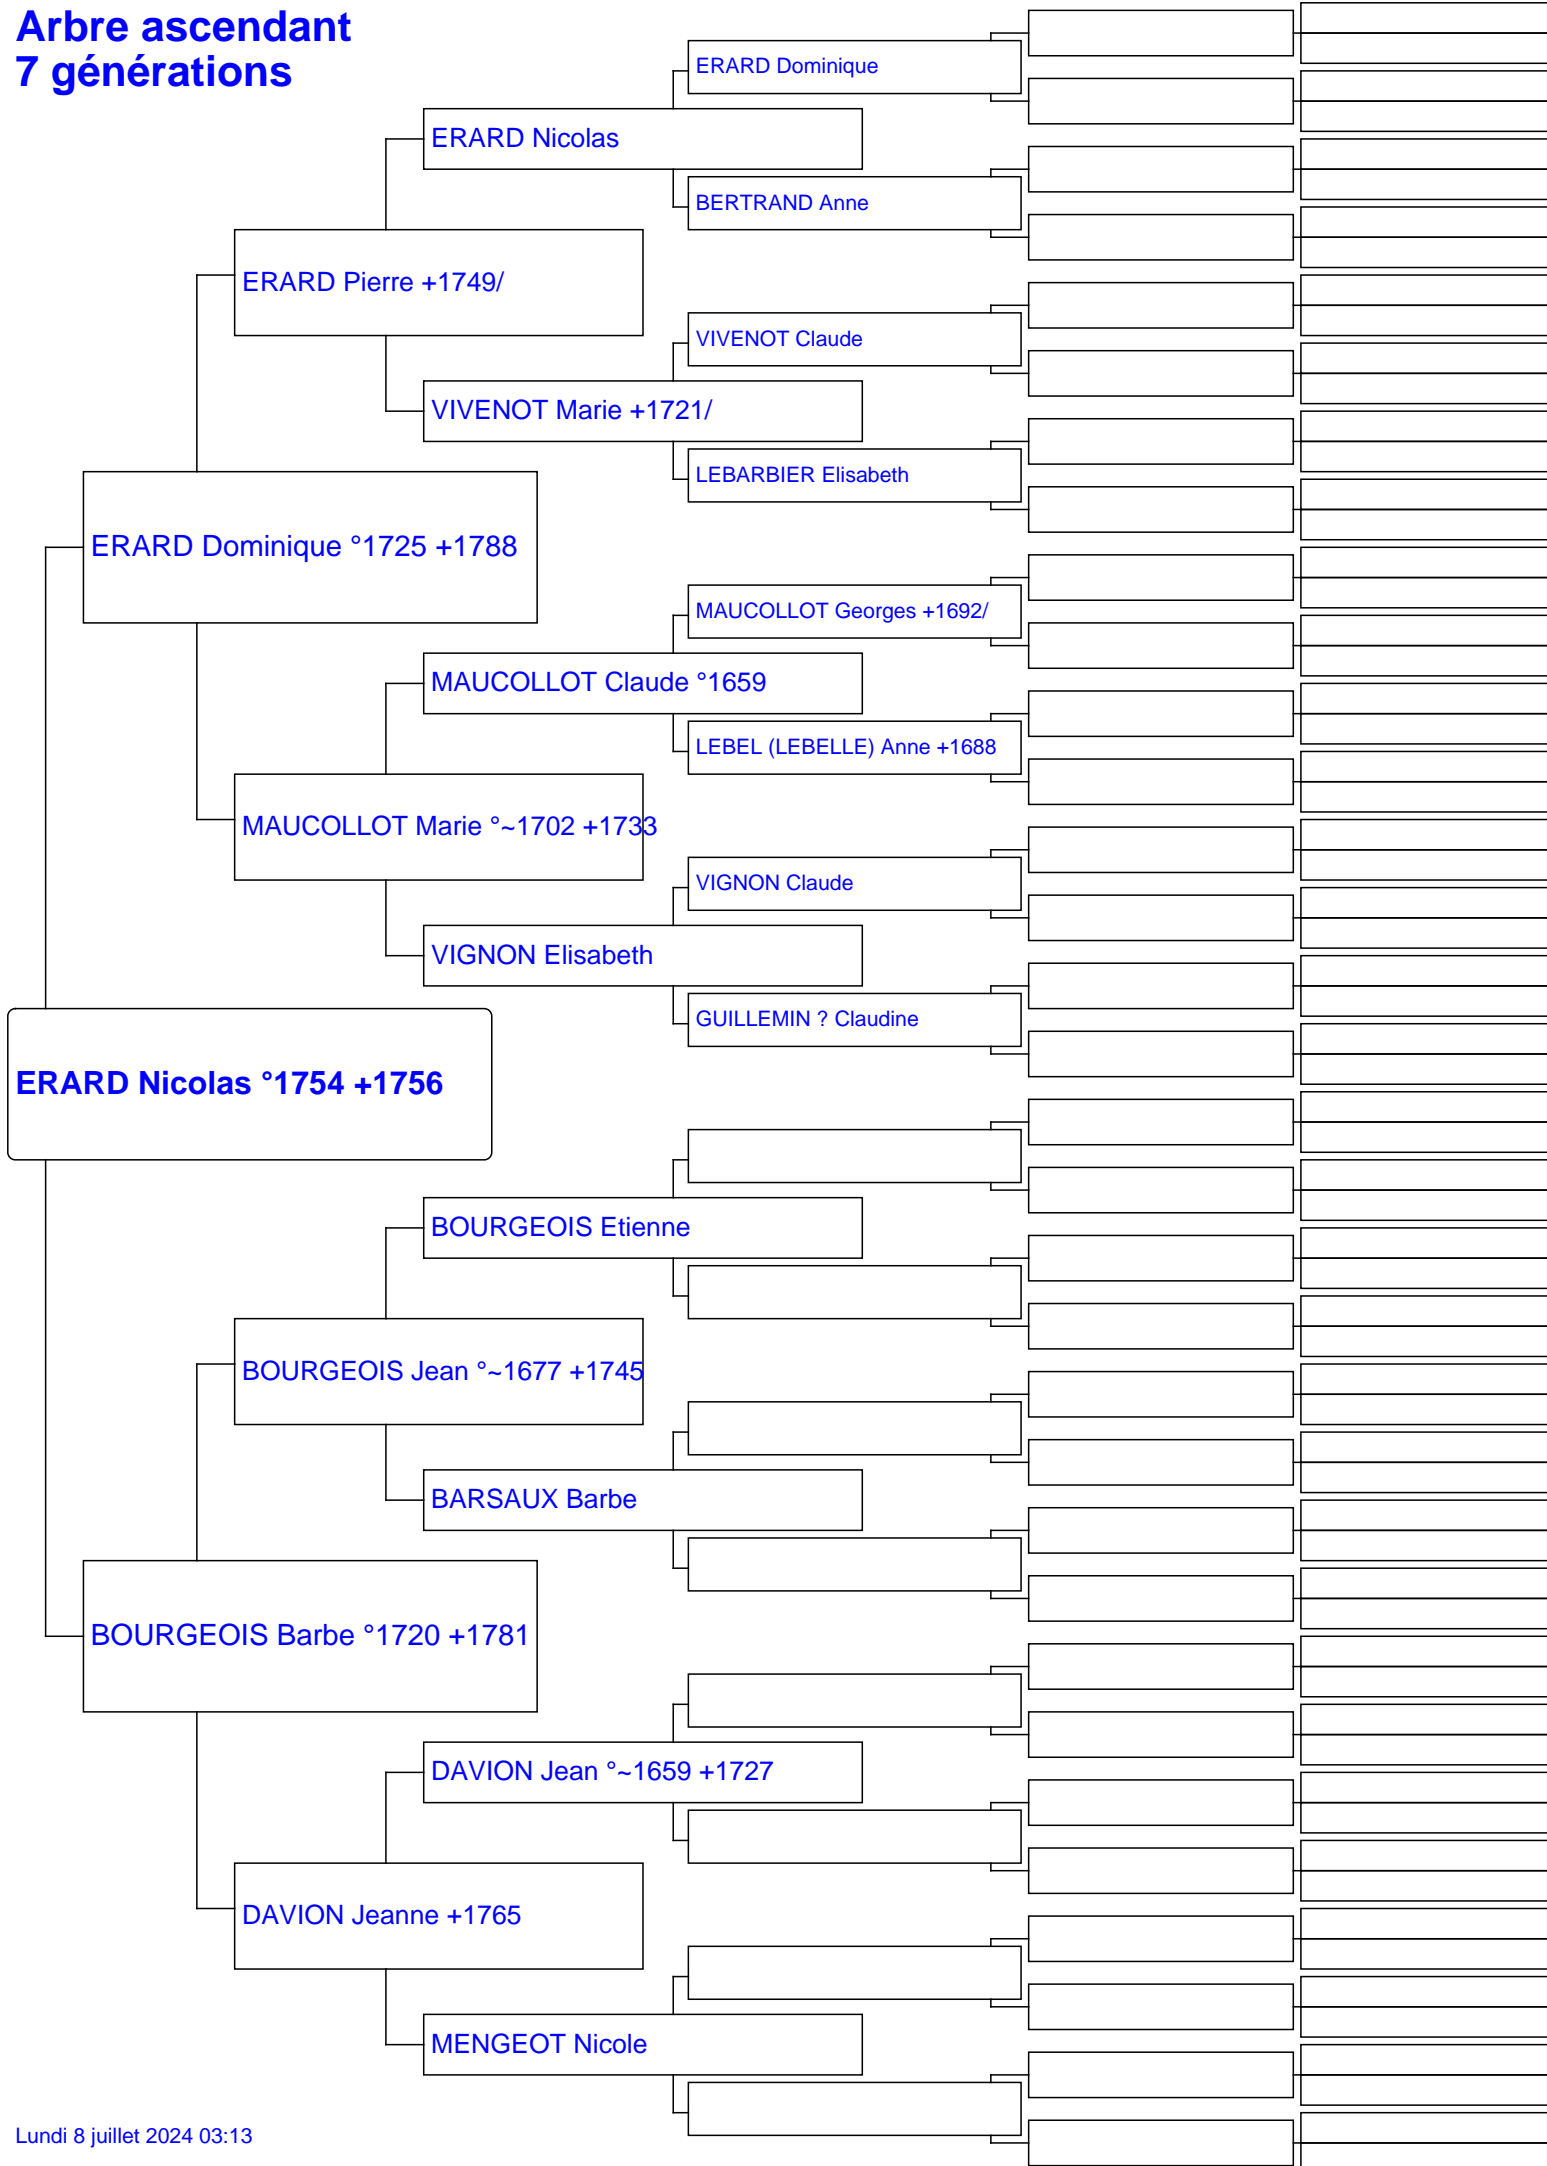 Arbre ascendant
7 générations
ERARD Dominique
ERARD Nicolas
BERTRAND Anne
ERARD Pierre +1749/
VIVENOT Claude
VIVENOT Marie +1721/
LEBARBIER Elisabeth
ERARD Dominique °1725 +1788
MAUCOLLOT Georges +1692/
MAUCOLLOT Claude °1659
LEBEL (LEBELLE) Anne +1688
MAUCOLLOT Marie °~1702 +1733
VIGNON Claude
VIGNON Elisabeth
GUILLEMIN ? Claudine
ERARD Nicolas °1754 +1756
BOURGEOIS Etienne
BOURGEOIS Jean °~1677 +1745
BARSAUX Barbe
BOURGEOIS Barbe °1720 +1781
DAVION Jean °~1659 +1727
DAVION Jeanne +1765
MENGEOT Nicole
Lundi 8 juillet 2024 03:13